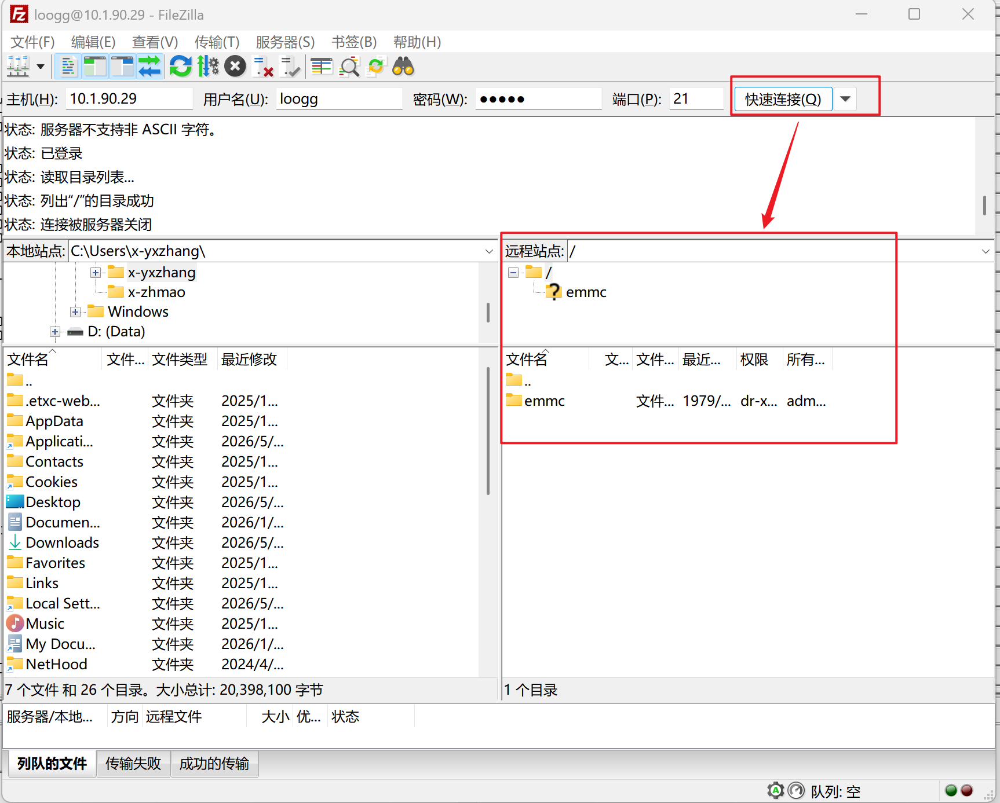 loogg@10.1.90.29 - FileZilla
文件(F) 编辑(E) 查看(V) 传输(T) 服务器(S) 书签(B) 帮助(H)
主机(H): 10.1.90.29 用户名(U): loogg 密码(W): ●●●●● 端口(P): 21 快速连接(Q)
状态: 服务器不支持非 ASCII 字符。
状态: 已登录
状态: 读取目录列表...
状态: 列出“/”的目录成功
状态: 连接被服务器关闭
本地站点: C:\Users\x-yxzhang\
x-yxzhang
x-zhmao
Windows
D: (Data)
文件名 文件... 文件类型 最近修改
..
.etxc-web... 文件夹 2025/1...
AppData 文件夹 2025/1...
Applicati... 文件夹 2026/5/...
Contacts 文件夹 2025/1...
Cookies 文件夹 2025/1...
Desktop 文件夹 2026/5/...
Documen... 文件夹 2026/1/...
Downloads 文件夹 2026/5/...
Favorites 文件夹 2025/1...
Links 文件夹 2025/1...
Local Sett... 文件夹 2026/5/...
Music 文件夹 2025/1...
My Docu... 文件夹 2026/1/...
NetHood 文件夹 2024/4/...
7 个文件 和 26 个目录。大小总计: 20,398,100 字节
远程站点: /
/
? emmc
文件名 文... 文件... 最近... 权限 所有...
..
emmc 文件... 1979/... dr-x... adm...
1 个目录
服务器/本地... 方向 远程文件 大小 优... 状态
列队的文件 传输失败 成功的传输
队列: 空